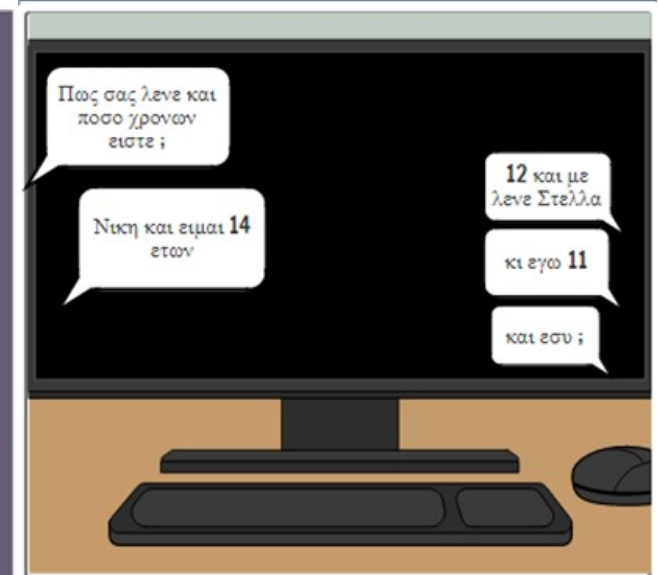 Πως σας λενε και
ποσο χρονων
ειστε ;
12 και με
λενε Στελλα
κι εγω 11
και εσυ ;
Νικη και ειμαι 14
ετων